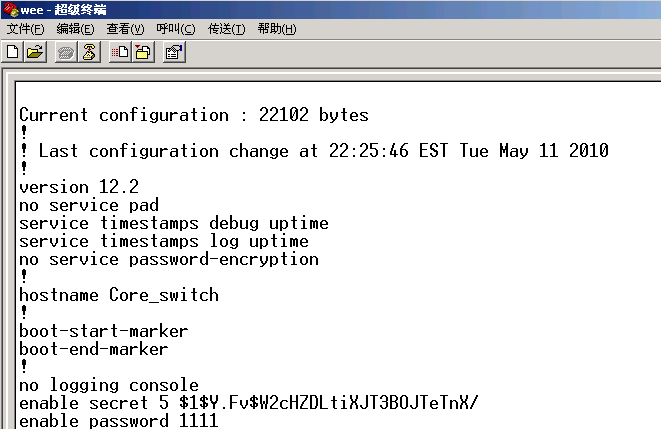 wee - 超级终端
文件(F) 编辑(E) 查看(V) 呼叫(C) 传送(T) 帮助(H)
Current configuration : 22102 bytes
!
! Last configuration change at 22:25:46 EST Tue May 11 2010
!
version 12.2
no service pad
service timestamps debug uptime
service timestamps log uptime
no service password-encryption
!
hostname Core_switch
!
boot-start-marker
boot-end-marker
!
no logging console
enable secret 5 $1$Y.Fv$W2cHZDLtiXJT3BOJTeTnX/
enable password 1111